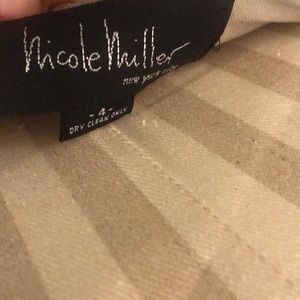 nicole miller
new york city
- 4 -
DRY CLEAN ONLY